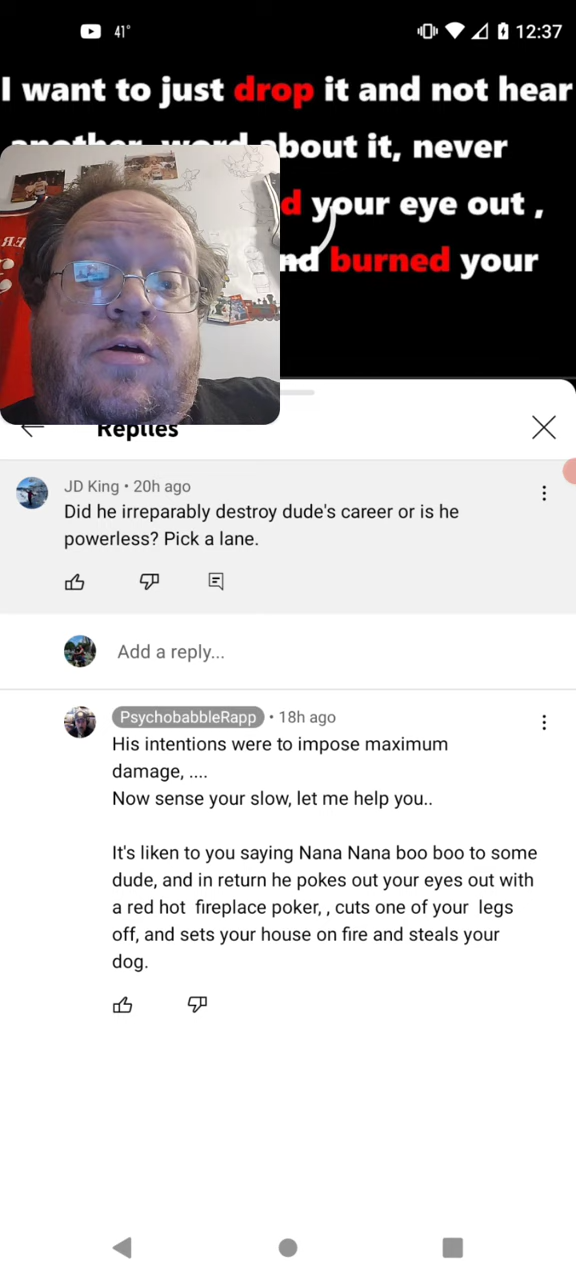 41°
12:37
I want to just drop it and not hear
another word about it, never
d your eye out ,
nd burned your
Replies
JD King • 20h ago
Did he irreparably destroy dude's career or is he
powerless? Pick a lane.
Add a reply...
PsychobabbleRapp • 18h ago
His intentions were to impose maximum
damage, ....
Now sense your slow, let me help you..
It's liken to you saying Nana Nana boo boo to some
dude, and in return he pokes out your eyes out with
a red hot fireplace poker, , cuts one of your legs
off, and sets your house on fire and steals your
dog.